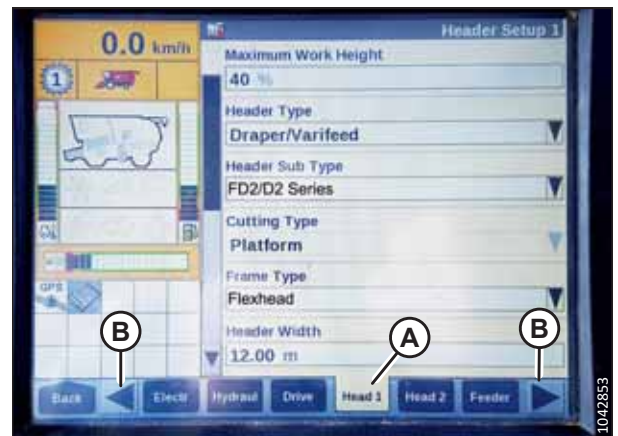 0.0 km/h
Header Setup 1
1
Maximum Work Height
40 %
Header Type
Draper/Varifeed
Header Sub Type
FD2/D2 Series
Cutting Type
Platform
Frame Type
Flexhead
Header Width
12.00 m
GPS
B
A
B
Back
Electr
Hydraul
Drive
Head 1
Head 2
Feeder
1042853